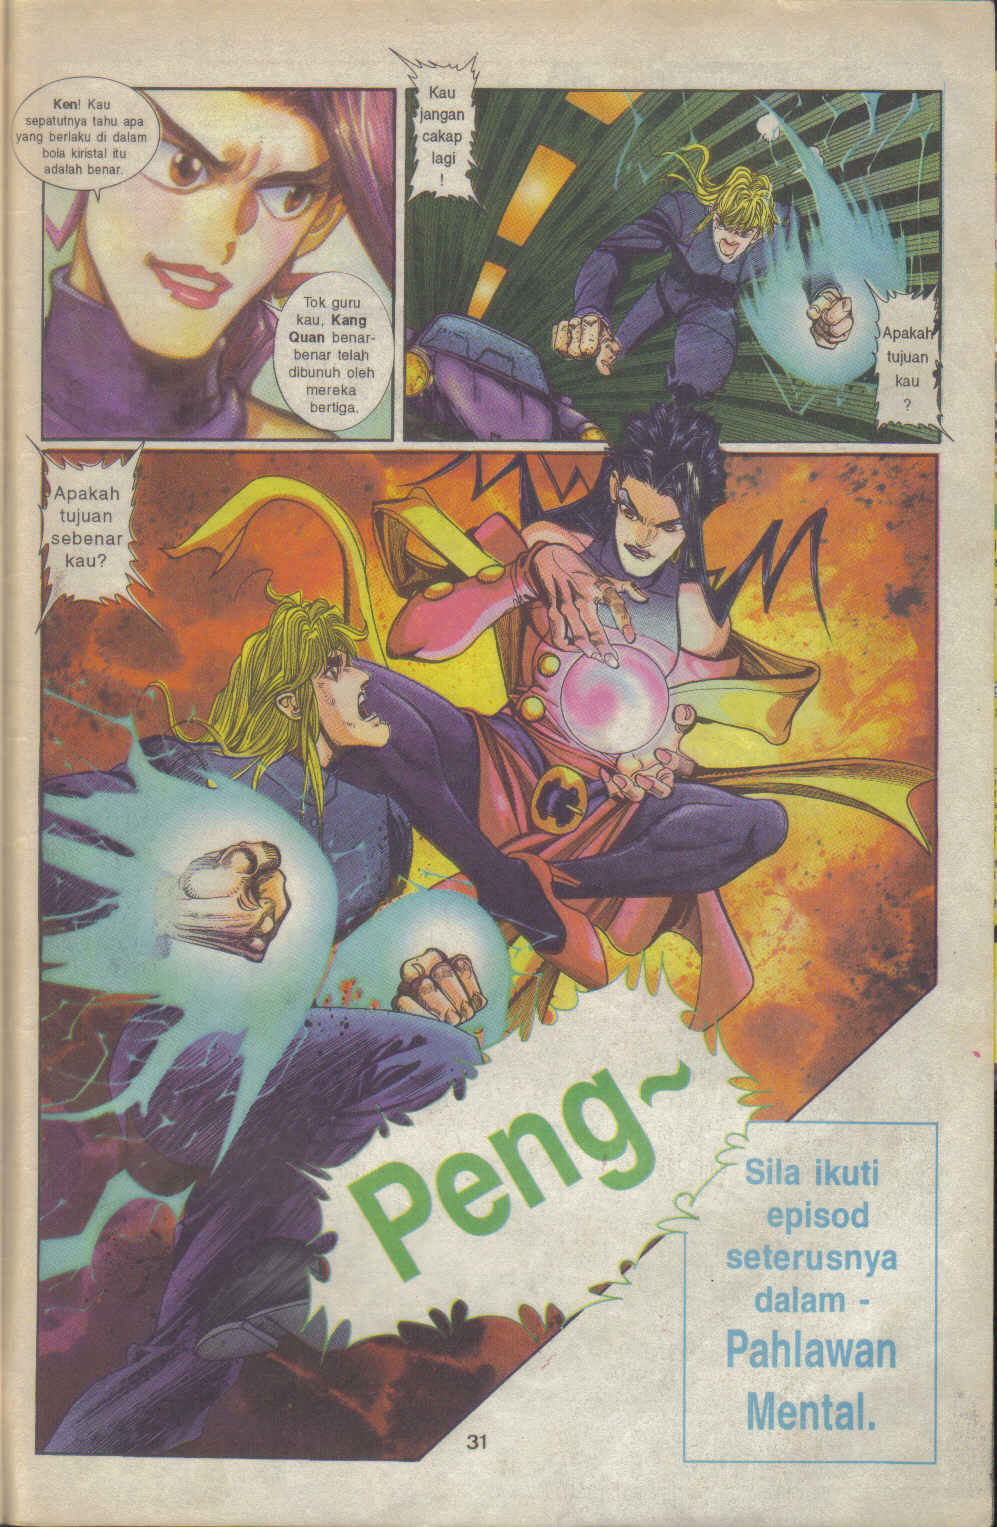 Ken! Kau
sepatutnya tahu apa
yang berlaku di dalam
bola kiristal itu
adalah benar.
Tok guru
kau, Kang
Quan benar-
benar telah
dibunuh oleh
mereka
bertiga.
Kau
jangan
cakap
lagi
!
Apakah
tujuan
kau
?
Apakah
tujuan
sebenar
kau?
Peng~
Sila ikuti
episod
seterusnya
dalam -
Pahlawan
Mental.
31